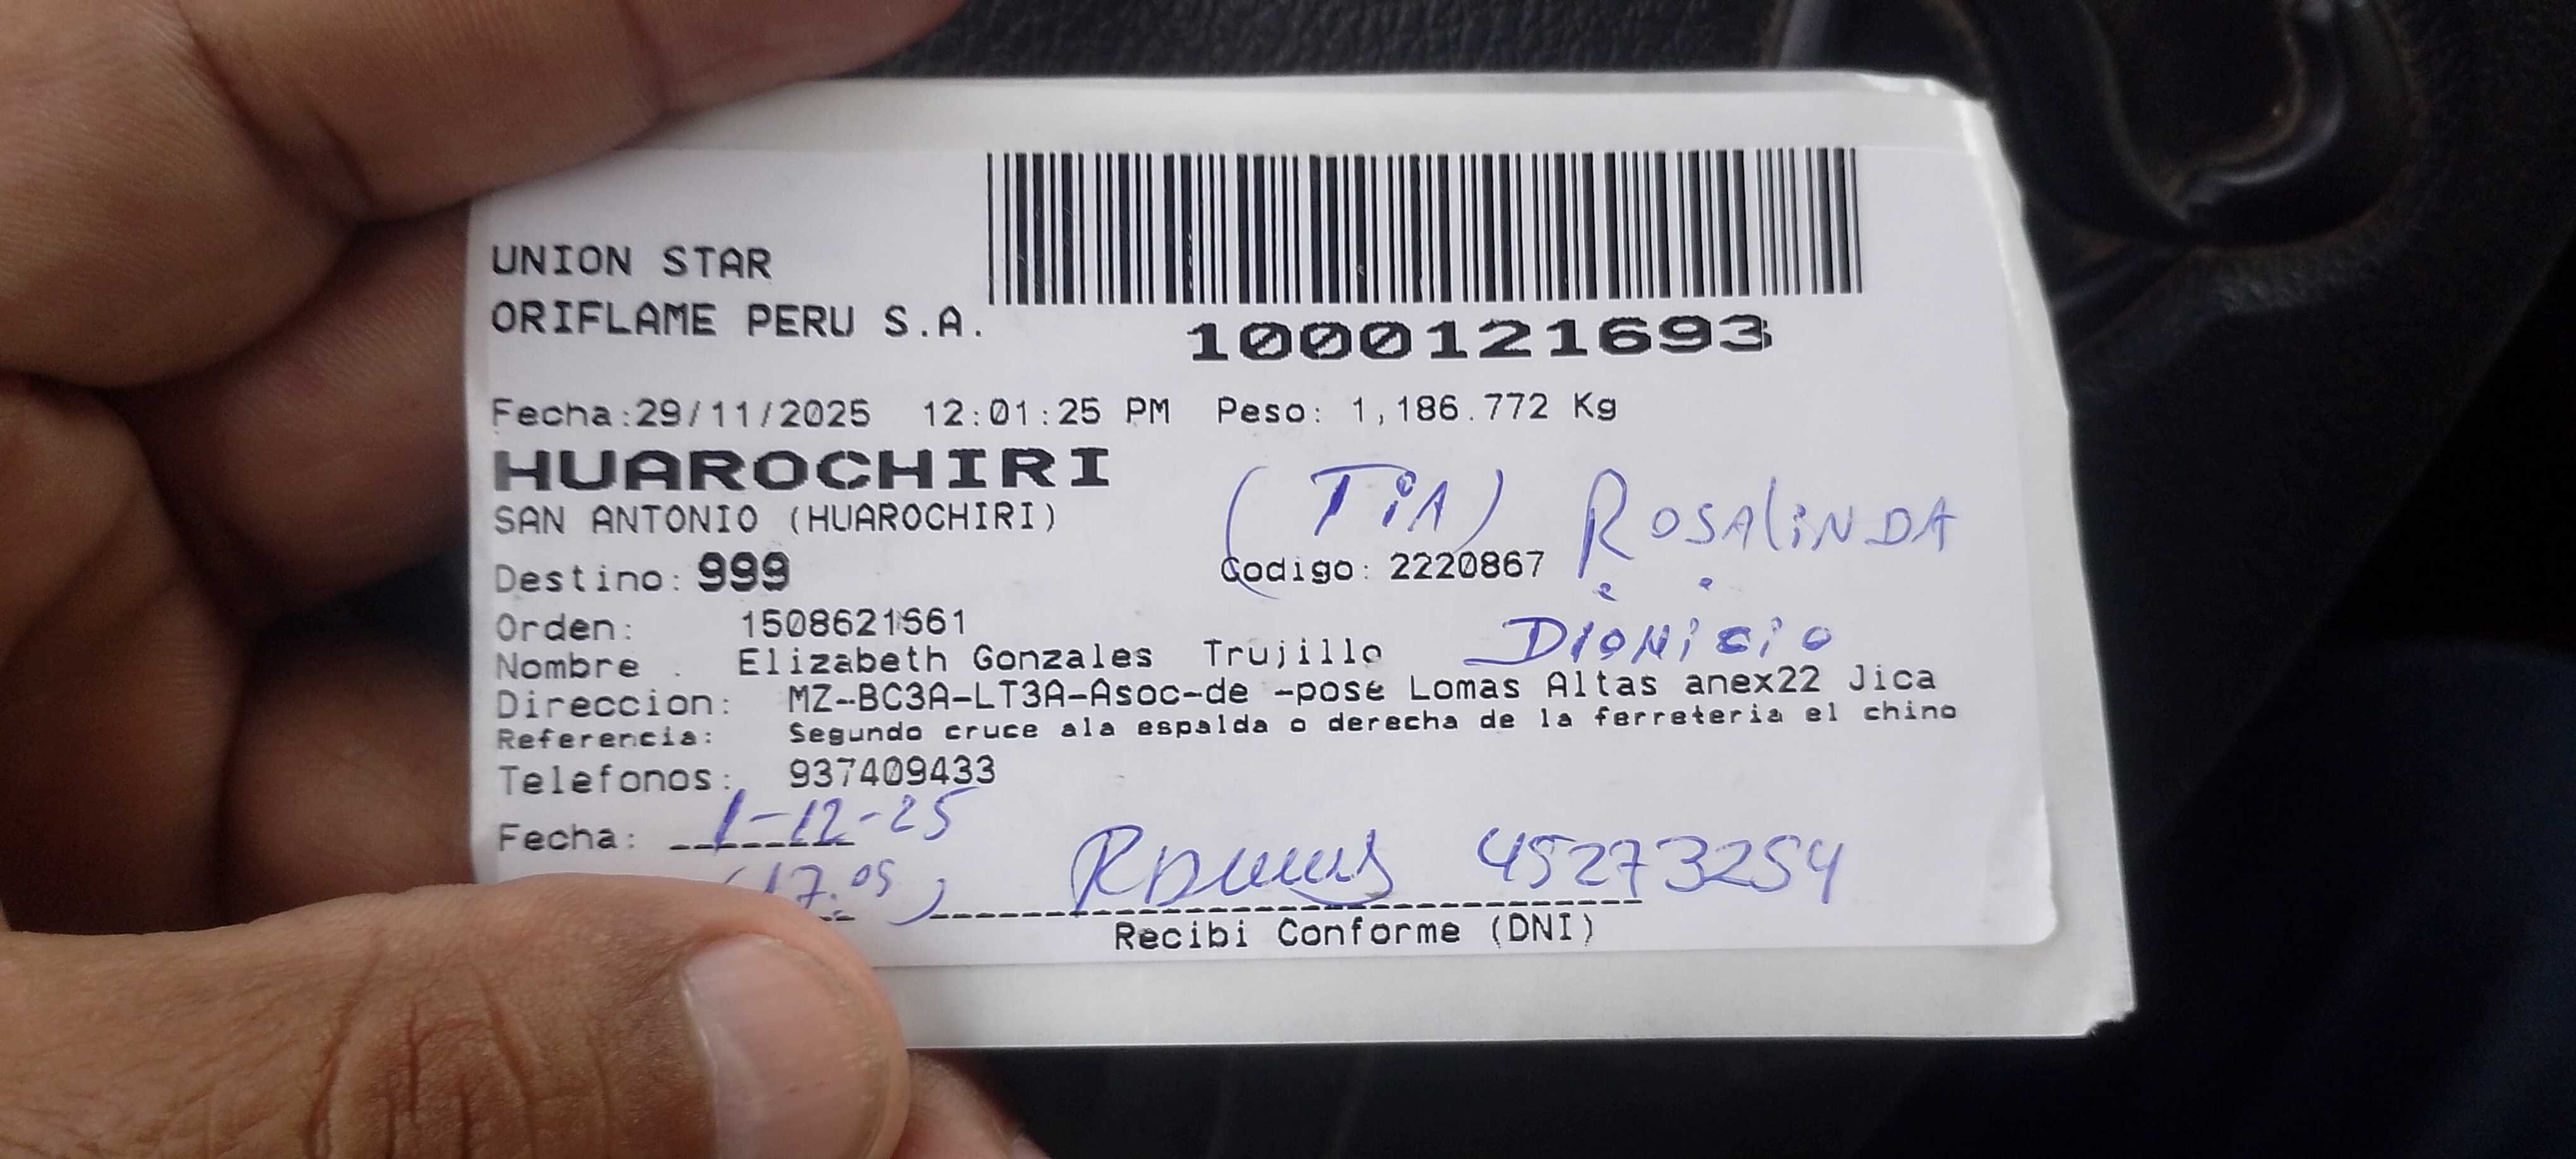 UNION STAR
ORIFLAME PERU S.A.
1000121693
Fecha:29/11/2025 12:01:25 PM Peso: 1,186.772 Kg
HUAROCHIRI
SAN ANTONIO (HUAROCHIRI)
(TiA) ROSALiNDA
Destino: 999 Codigo: 2220867
Orden: 1508621561
DIONiciO
Nombre . Elizabeth Gonzales Trujillo
Direccion: MZ-BC3A-LT3A-Asoc-de -pose Lomas Altas anex22 Jica
Referencia: Segundo cruce ala espalda o derecha de la ferreteria el chino
Telefonos: 937409433
Fecha: 1-12-25
(17:05) 45273254
Recibi Conforme (DNI)